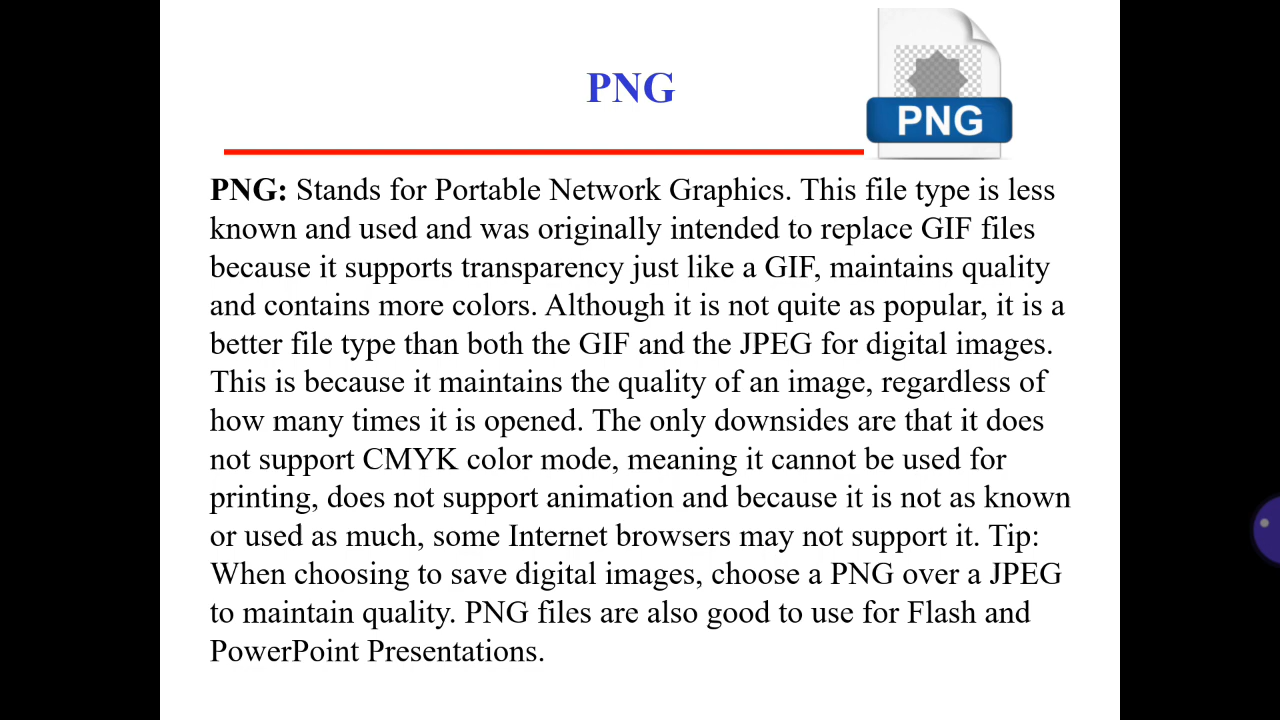 PNG
PNG
PNG: Stands for Portable Network Graphics. This file type is less
known and used and was originally intended to replace GIF files
because it supports transparency just like a GIF, maintains quality
and contains more colors. Although it is not quite as popular, it is a
better file type than both the GIF and the JPEG for digital images.
This is because it maintains the quality of an image, regardless of
how many times it is opened. The only downsides are that it does
not support CMYK color mode, meaning it cannot be used for
printing, does not support animation and because it is not as known
or used as much, some Internet browsers may not support it. Tip:
When choosing to save digital images, choose a PNG over a JPEG
to maintain quality. PNG files are also good to use for Flash and
PowerPoint Presentations.